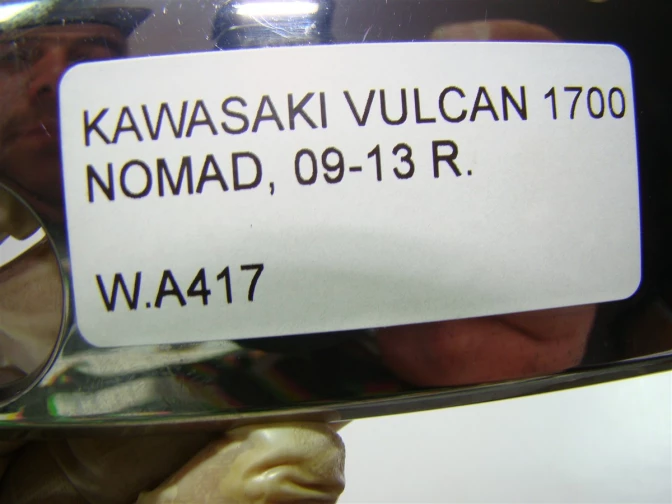 KAWASAKI VULCAN 1700
NOMAD, 09-13 R.
W.A417